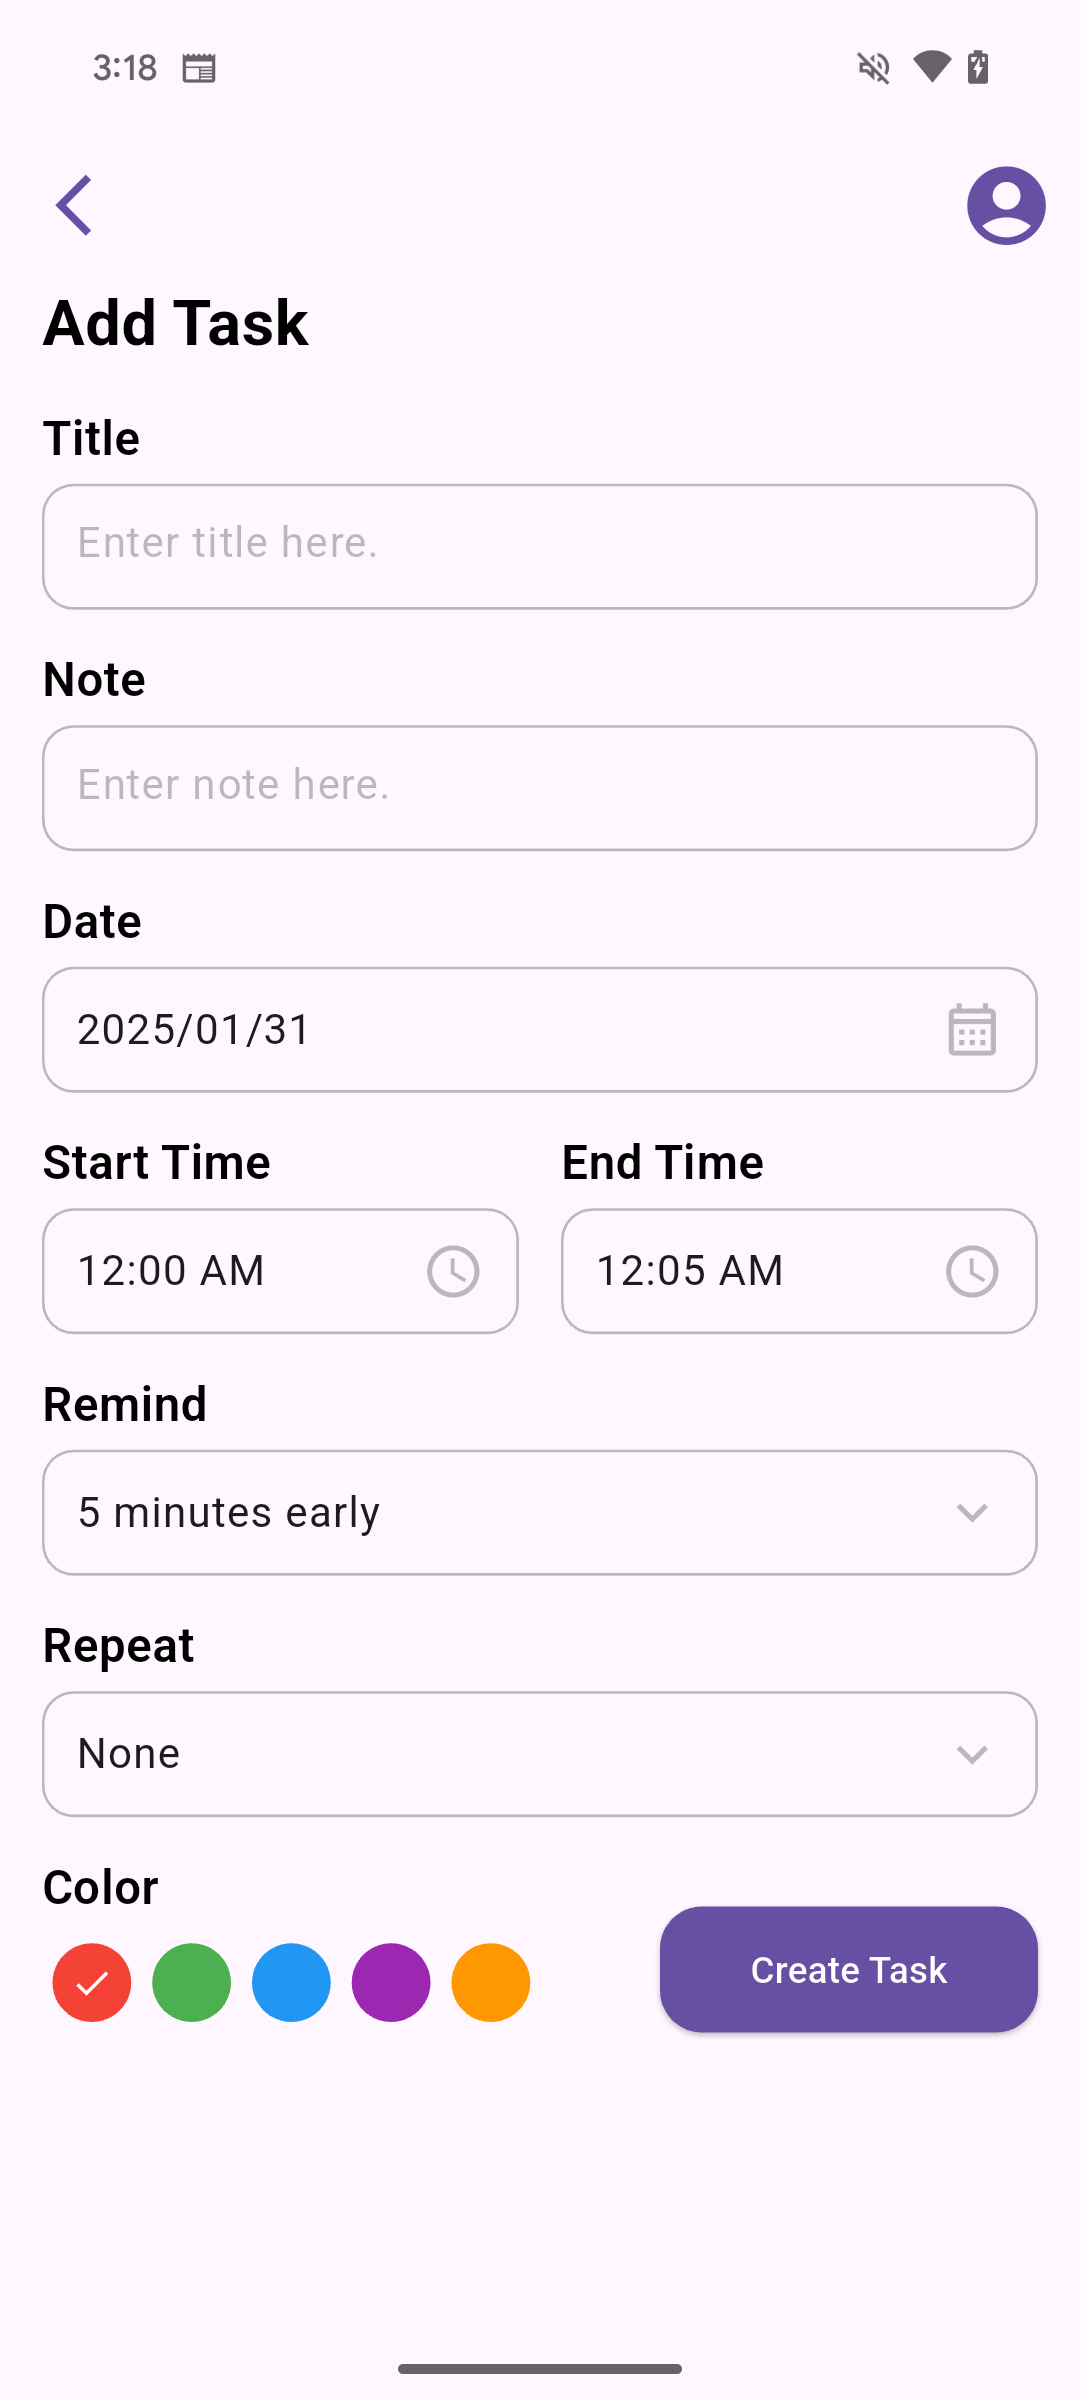 3:18
Add Task
Title
Enter title here.
Note
Enter note here.
Date
2025/01/31
Start Time End Time
12:00 AM 12:05 AM
Remind
5 minutes early
Repeat
None
Color
Create Task